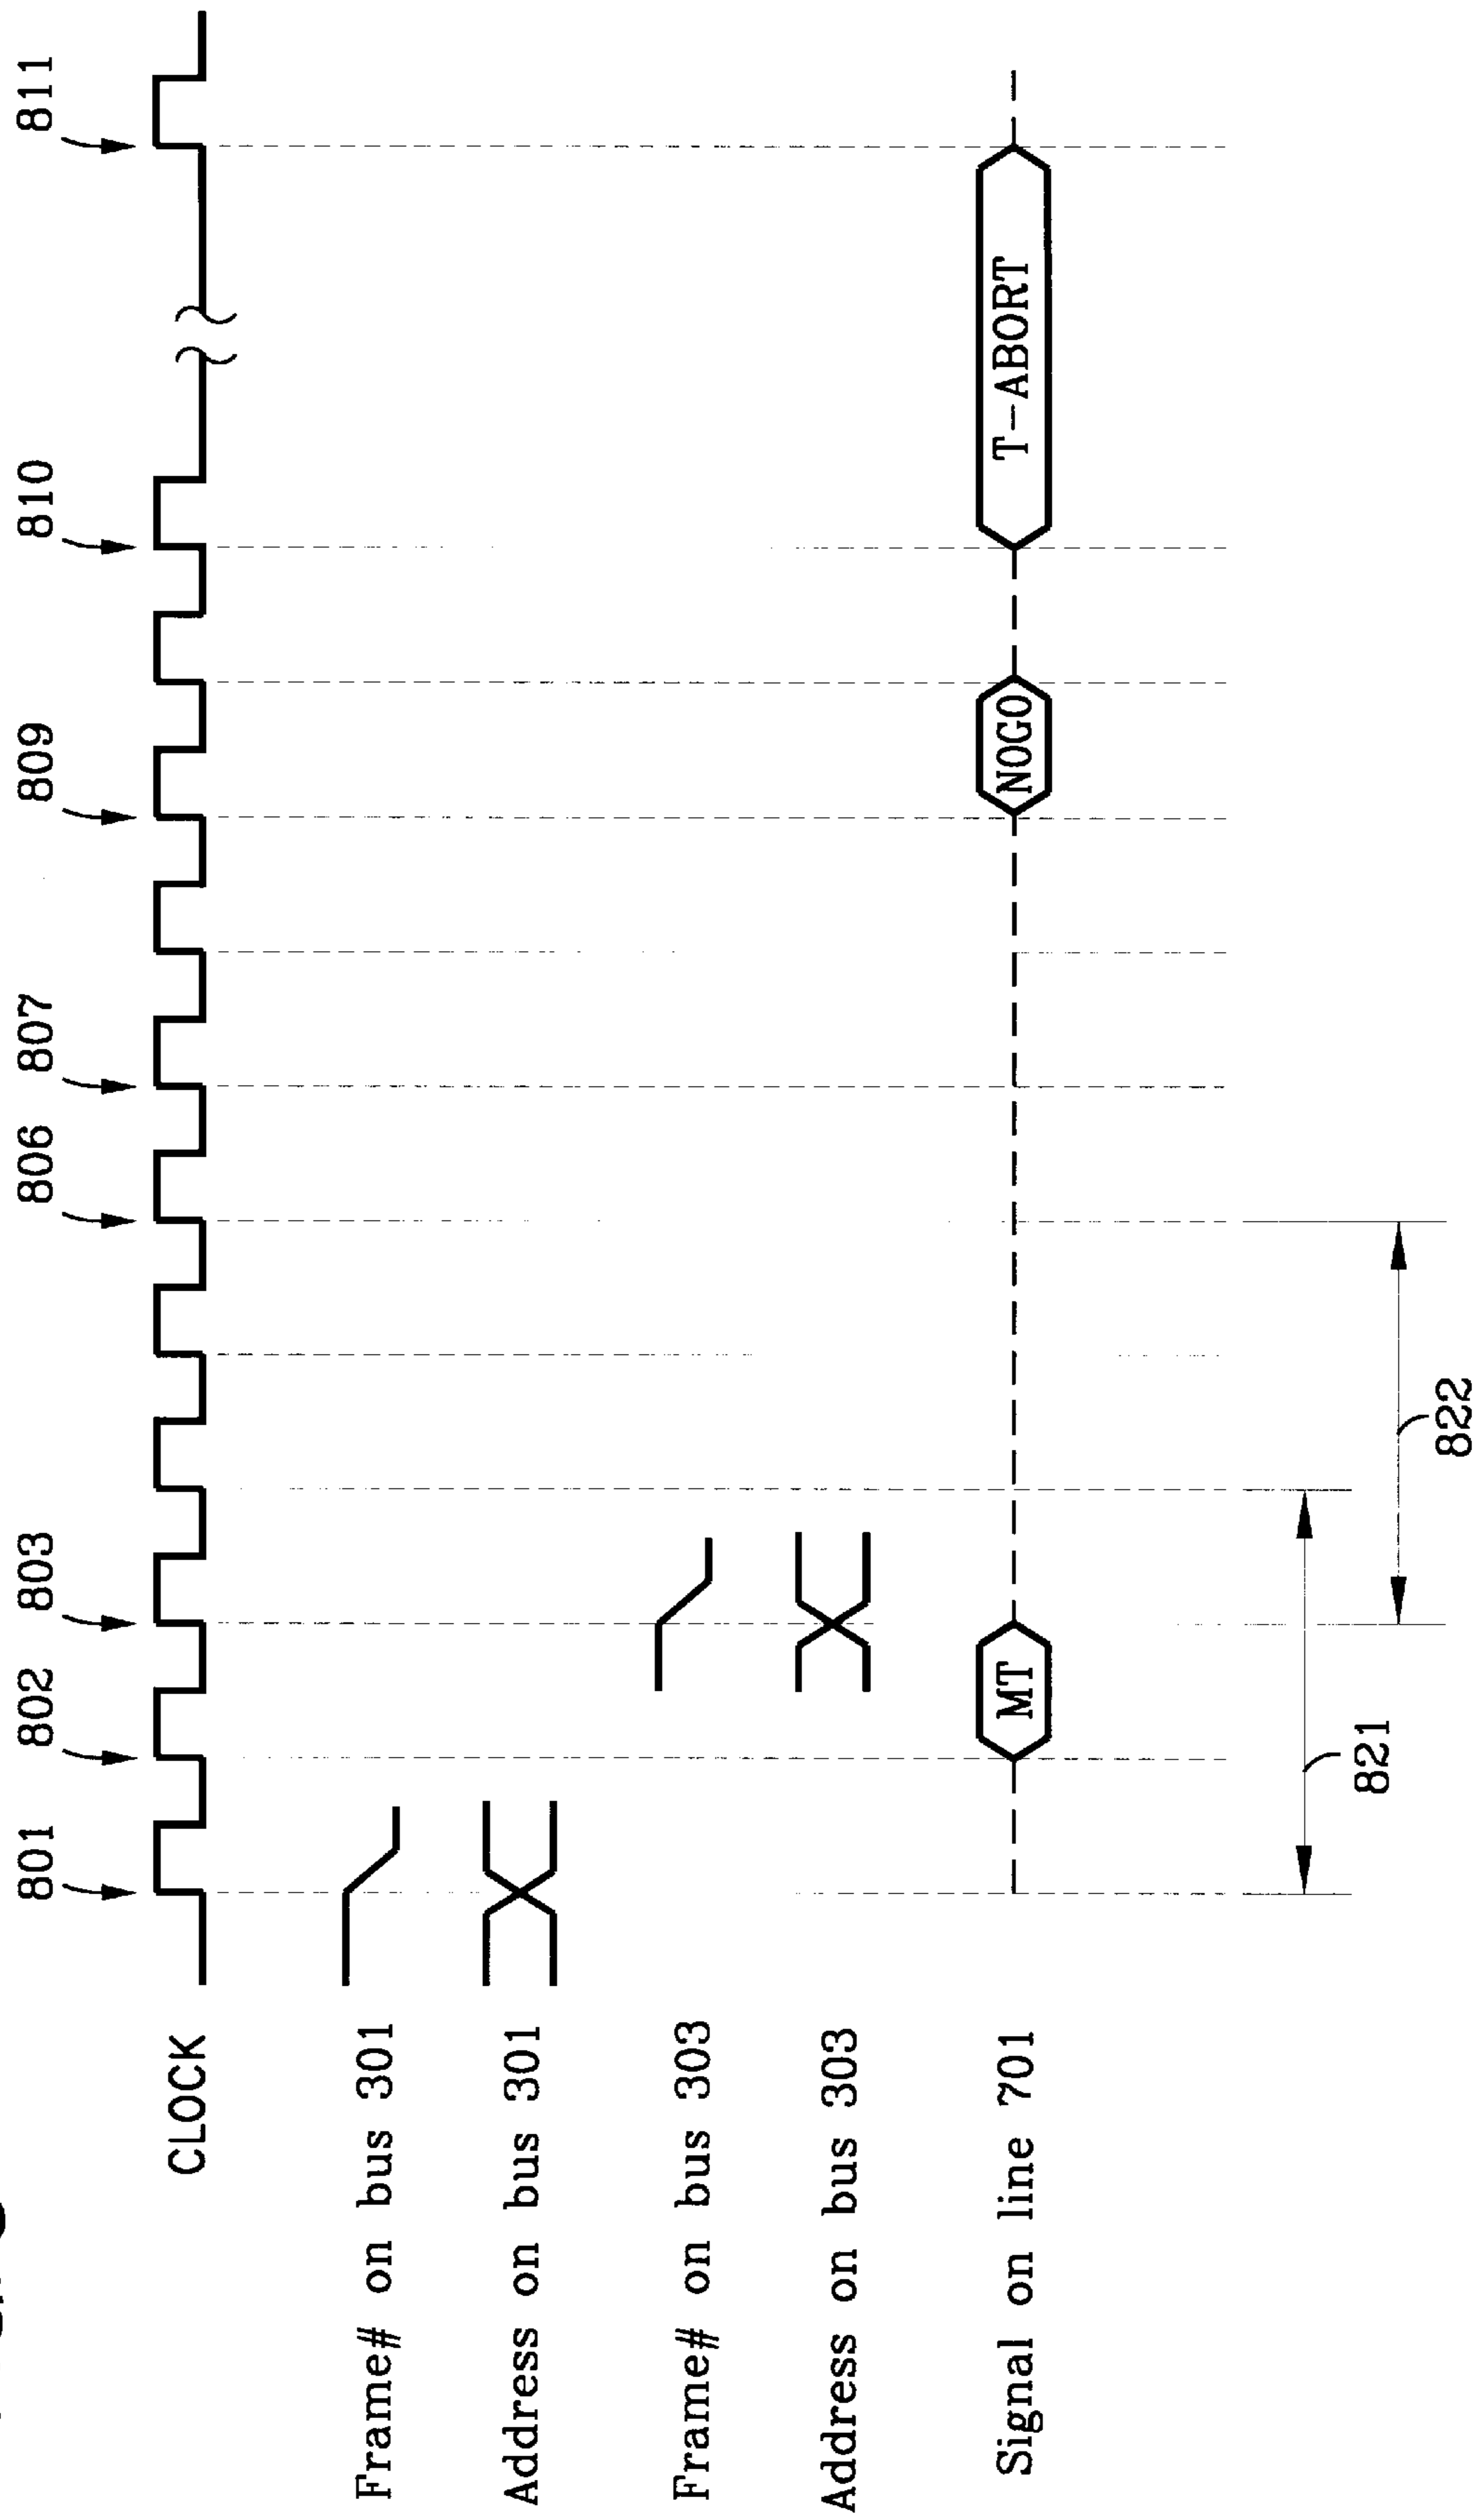 801 802 803 806 807 809 810 811
CLOCK
Frame# on bus 301
Address on bus 301
Frame# on bus 303
Address on bus 303
Signal on line 701
MT NOGO T-ABORT
821
822